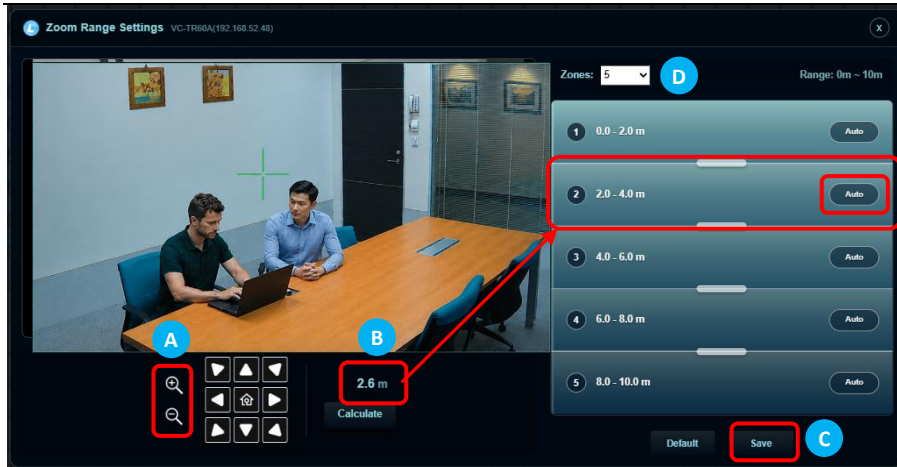 Zoom Range Settings VC-TR60A(192.168.52.48)
X
Zones: 5 D Range: 0m ~ 10m
1 0.0 - 2.0 m Auto
2 2.0 - 4.0 m Auto
3 4.0 - 6.0 m Auto
4 6.0 - 8.0 m Auto
5 8.0 - 10.0 m Auto
A
B
2.6 m
Calculate
Default Save C